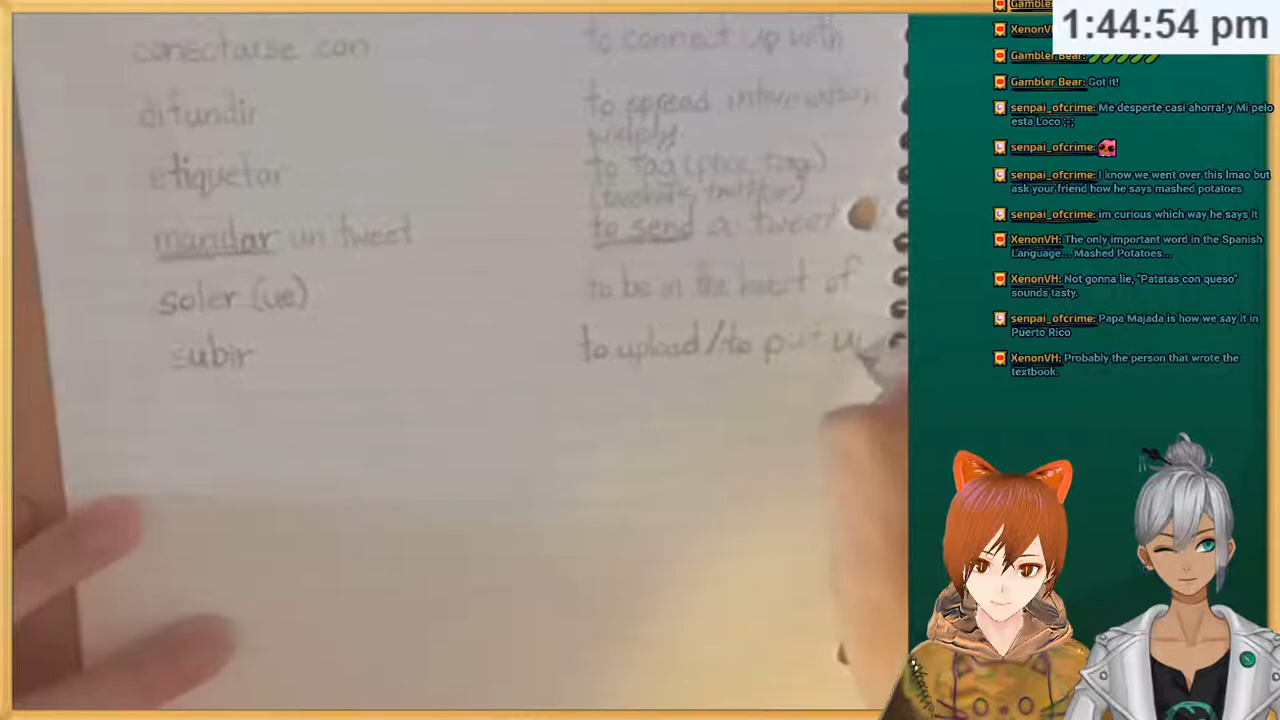 1:44:54 pm
conectarse con
to connect up with
difundir
to spread information
widely
etiquetar
to tag (price tag)
mandar un tweet
to send a tweet
soler (ue)
to be in the habit of
subir
to upload/to put u
Gambler
XenonVH
Gambler Bear:
Gambler Bear: Got it!
senpai_ofcrime: Me desperte casi ahorra! y Mi pelo
esta Loco ;-;
senpai_ofcrime:
senpai_ofcrime: I know we went over this lmao but
ask your friend how he says mashed potatoes
senpai_ofcrime: im curious which way he says it
XenonVH: The only important word in the Spanish
Language... Mashed Potatoes...
XenonVH: Not gonna lie, "Patatas con queso"
sounds tasty.
senpai_ofcrime: Papa Majada is how we say it in
Puerto Rico
XenonVH: Probably the person that wrote the
textbook.